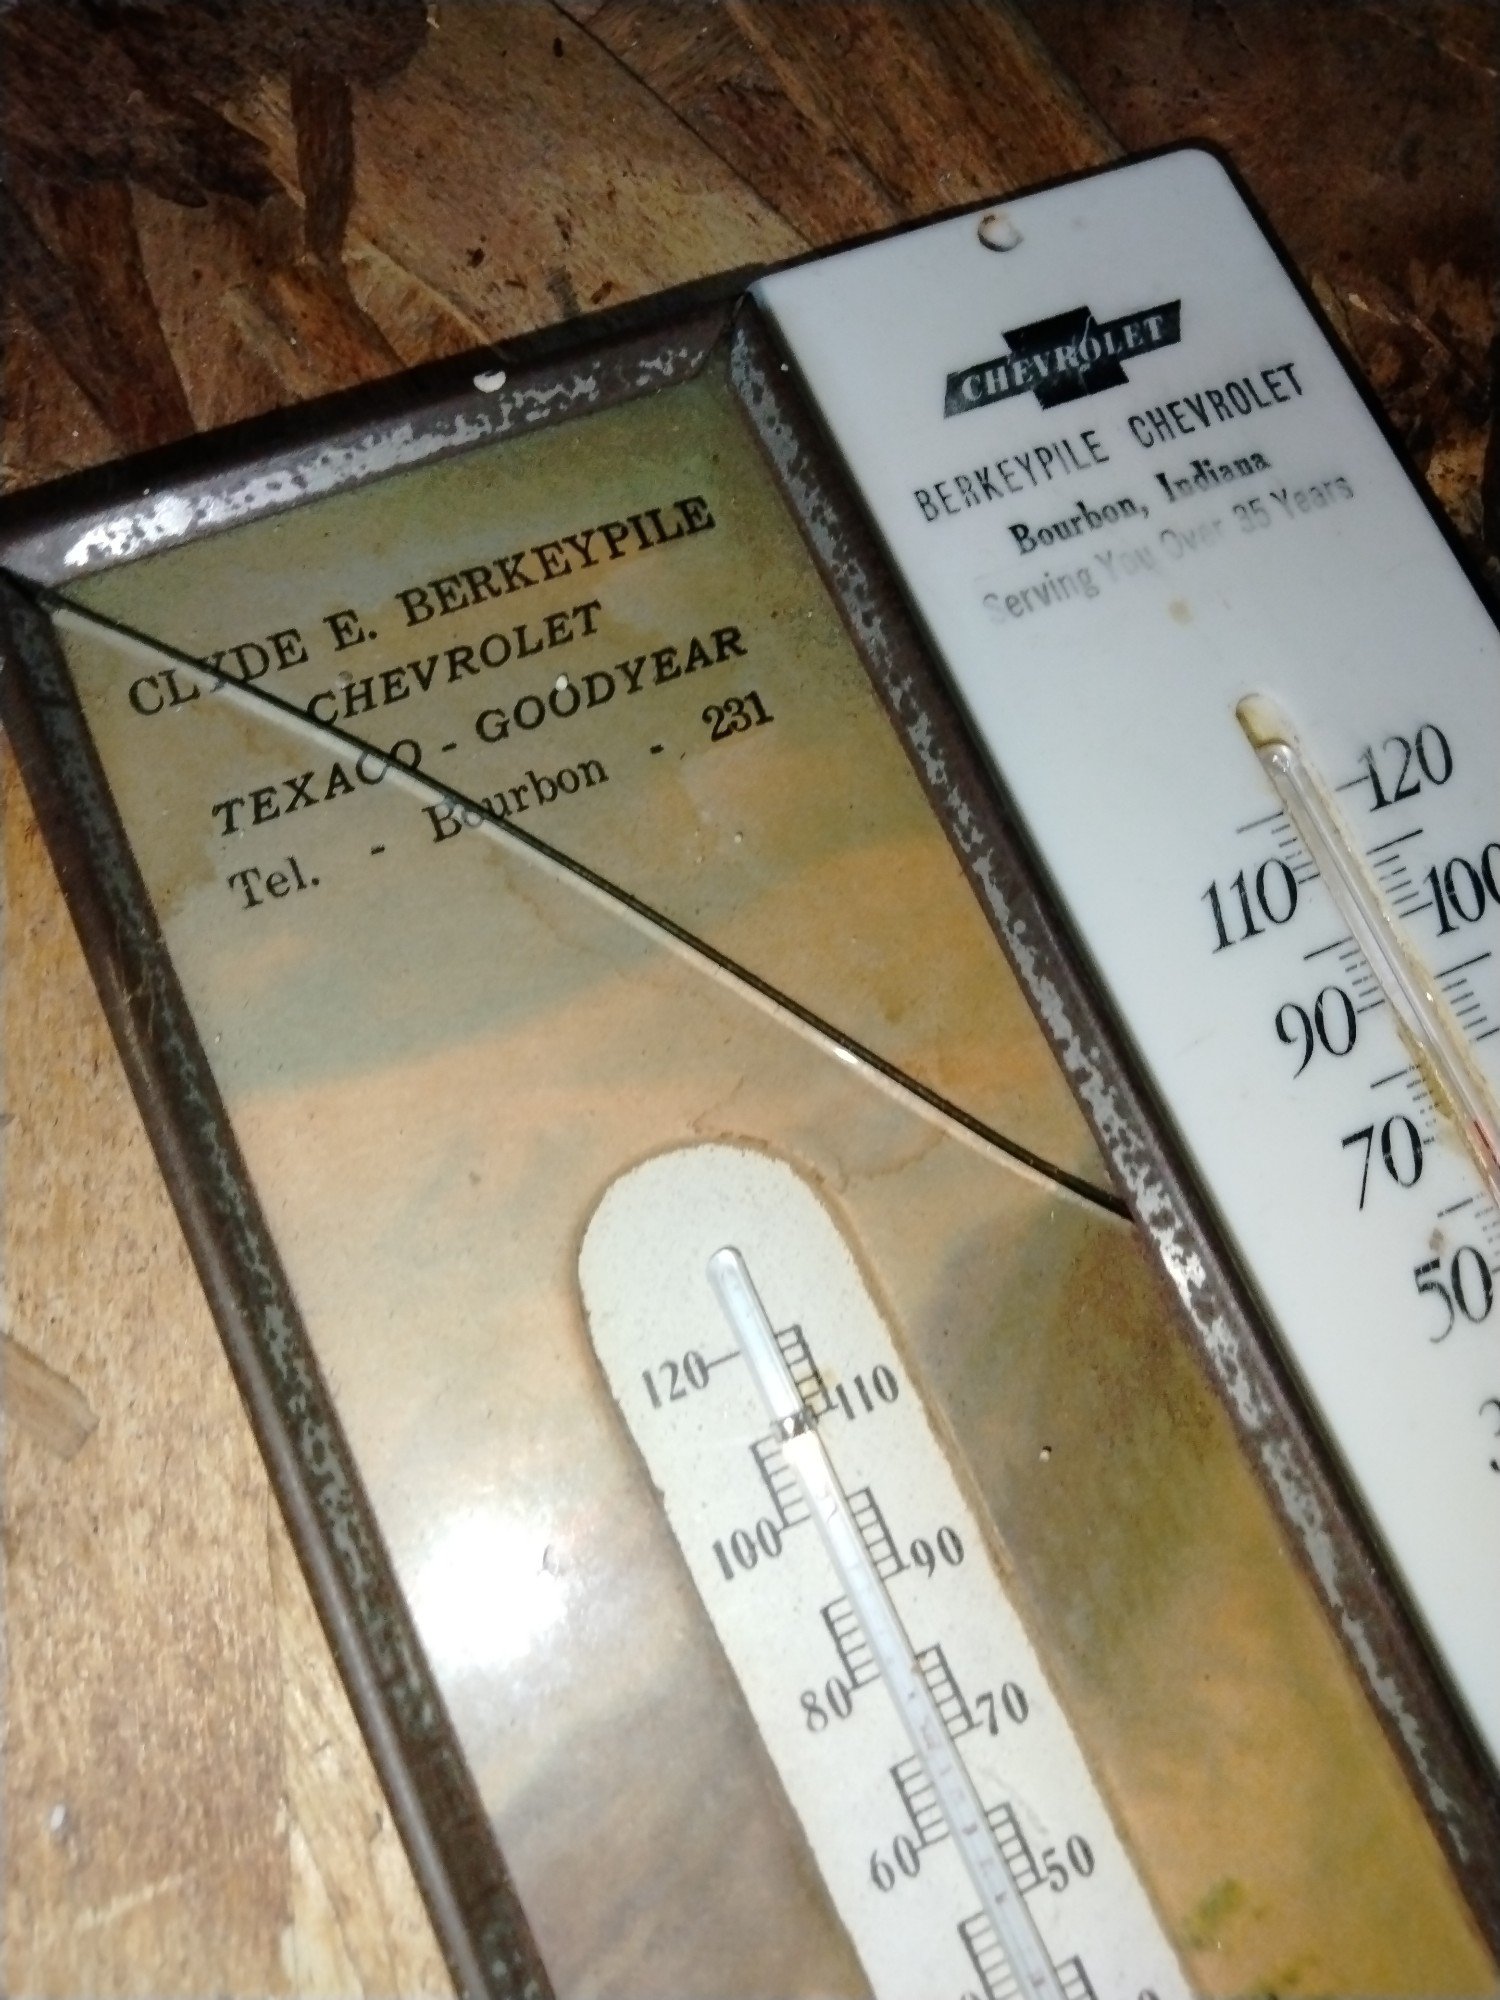 CLYDE E. BERKEYPILE
CHEVROLET
TEXACO - GOODYEAR
Tel. - Bourbon - 231
120
110
100
90
80
70
60
50
CHEVROLET
BERKEYPILE CHEVROLET
Bourbon, Indiana
Serving You Over 35 Years
120
110
100
90
70
50